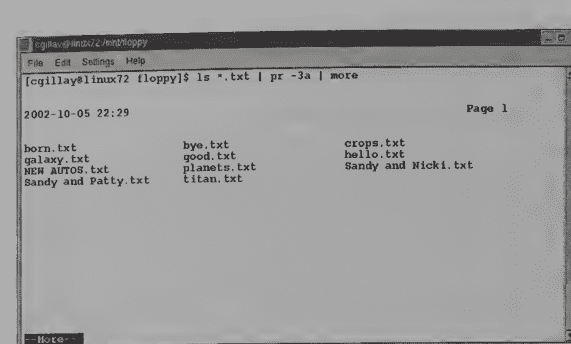 cgillay@linux72:/mnt/floppy
File Edit Settings Help
[cgillay@linux72 floppy]$ ls *.txt | pr -3a | more
2002-10-05 22:29 Page 1
born.txt bye.txt crops.txt
galaxy.txt good.txt hello.txt
NEW AUTOS.txt planets.txt Sandy and Nicki.txt
Sandy and Patty.txt titan.txt
--More--